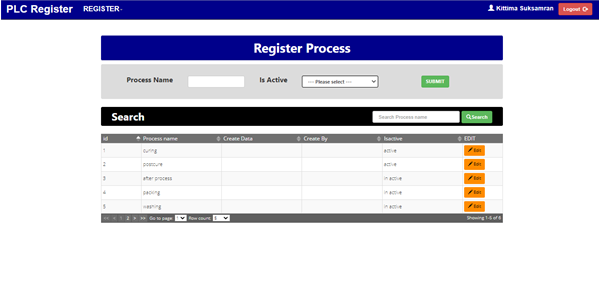 PLC Register REGISTER Kittima Suksamran Logout
Register Process
Process Name Is Active --- Please select --- SUBMIT
Search Search Process name Search
id Process name Create Data Create By Isactive EDIT
1 curing active Edit
2 postcure active Edit
3 after process in active Edit
4 packing in active Edit
5 washing in active Edit
<< < 1 2 > >> Go to page: 1 Row count: 5 Showing 1-5 of 6